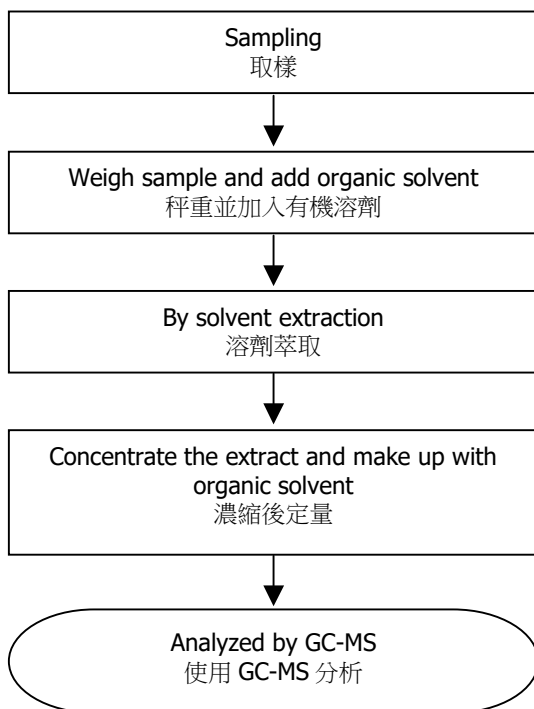 Sampling
取樣
Weigh sample and add organic solvent
秤重並加入有機溶劑
By solvent extraction
溶劑萃取
Concentrate the extract and make up with
organic solvent
濃縮後定量
Analyzed by GC-MS
使用 GC-MS 分析